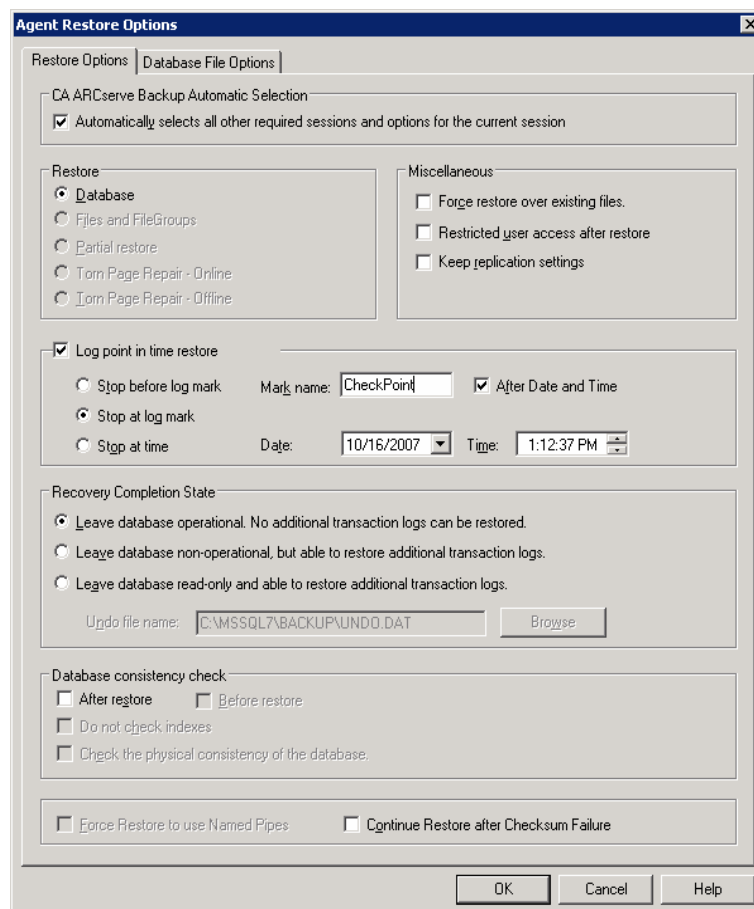 Agent Restore Options
Restore Options
Database File Options
CA ARCserve Backup Automatic Selection
Automatically selects all other required sessions and options for the current session
Restore
Database
Files and FileGroups
Partial restore
Torn Page Repair - Online
Torn Page Repair - Offline
Miscellaneous
Force restore over existing files.
Restricted user access after restore
Keep replication settings
Log point in time restore
Stop before log mark
Mark name: CheckPoint
After Date and Time
Stop at log mark
Stop at time
Date: 10/16/2007
Time: 1:12:37 PM
Recovery Completion State
Leave database operational. No additional transaction logs can be restored.
Leave database non-operational, but able to restore additional transaction logs.
Leave database read-only and able to restore additional transaction logs.
Undo file name: C:\MSSQL7\BACKUP\UNDO.DAT
Browse
Database consistency check
After restore
Before restore
Do not check indexes
Check the physical consistency of the database.
Force Restore to use Named Pipes
Continue Restore after Checksum Failure
OK
Cancel
Help